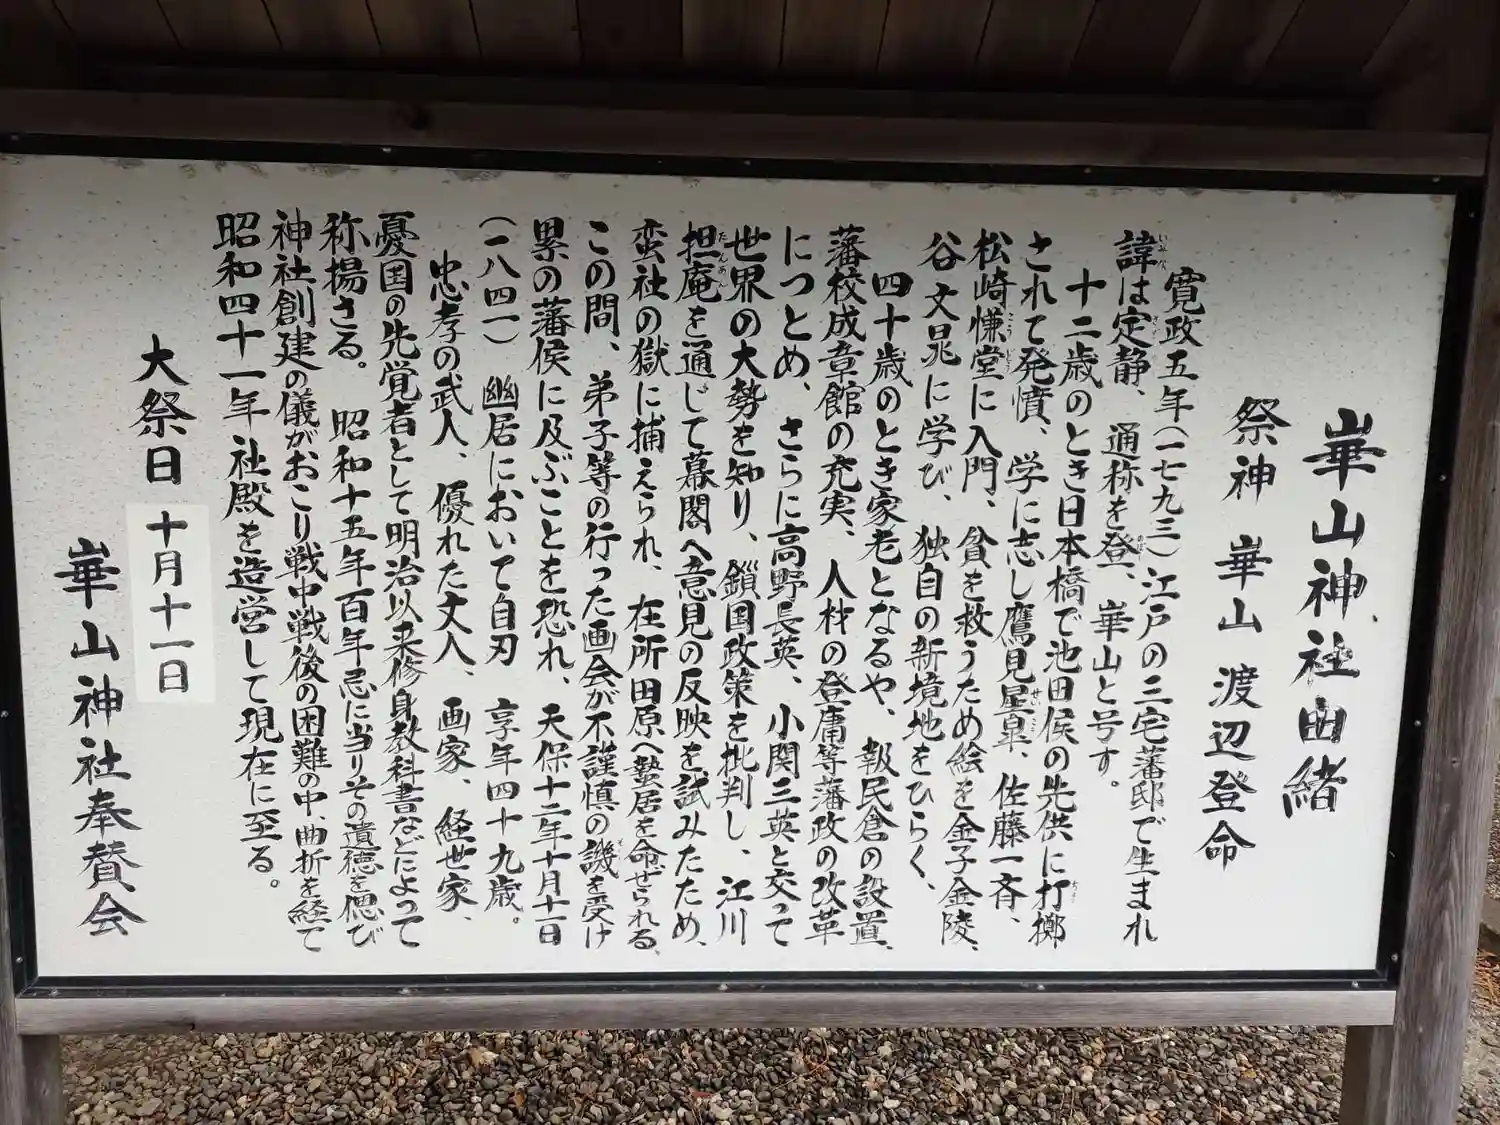 崋山神社由緒
祭神 崋山 渡辺登命
寛政五年(一七九三)江戸の三宅藩邸で生まれ
諱は定静、通称を登、崋山と号す。
十二歳のとき日本橋で池田侯の先供に打擲
されて発憤、学に志し鷹見星皐、佐藤一斉、
松崎慊堂に入門、貧を救うため絵を金子金陵、
谷文晁に学び、独自の新境地をひらく、
四十歳のとき家老となるや、報民倉の設置、
藩校成章館の充実、人材の登庸等藩政の改革
につとめ、さらに高野長英、小関三英と交って
世界の大勢を知り、鎖国政策を批判し、江川
担庵を通じて幕閣へ意見の反映を試みたため、
蛮社の獄に捕えられ、在所田原へ蟄居を命ぜられる、
この間、弟子等の行った画会が不謹慎の譏を受け
累の藩侯に及ぶことを恐れ、天保十二年十月十一日
(一八四一) 幽居において自刃 享年四十九歳。
忠孝の武人、優れた文人、画家、経世家、
憂国の先覚者として明治以来修身教科書などによって
称揚さる。 昭和十五年百年忌に当りその遺徳を偲び
神社創建の儀がおこり戦中戦後の困難の中、曲折を経て
昭和四十一年社殿を造営して現在に至る。
大祭日 十月十一日
崋山神社奉賛会